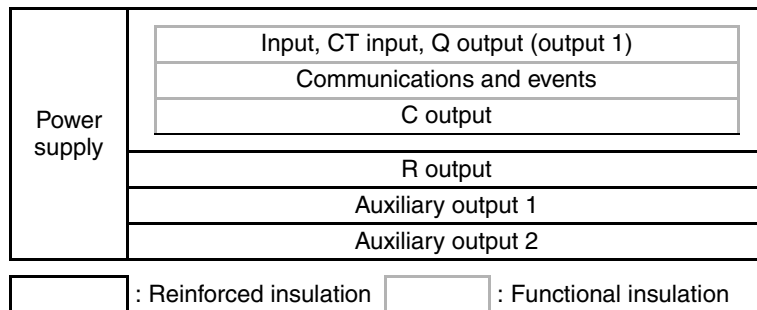 Input, CT input, Q output (output 1)
Communications and events
C output
Power
supply
R output
Auxiliary output 1
Auxiliary output 2
: Reinforced insulation
: Functional insulation